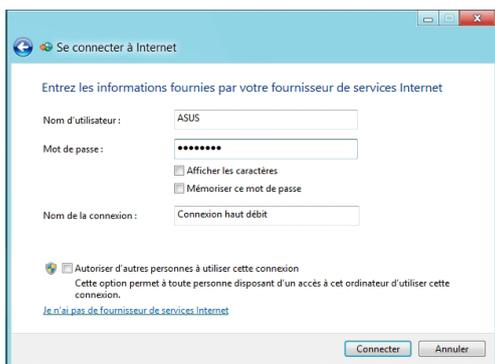 Se connecter à Internet
Entrez les informations fournies par votre fournisseur de services Internet
Nom d'utilisateur :
ASUS
Mot de passe :
••••••••
Afficher les caractères
Mémoriser ce mot de passe
Nom de la connexion :
Connexion haut débit
Autoriser d'autres personnes à utiliser cette connexion
Cette option permet à toute personne disposant d'un accès à cet ordinateur d'utiliser cette
connexion.
Je n'ai pas de fournisseur de services Internet
Connecter
Annuler